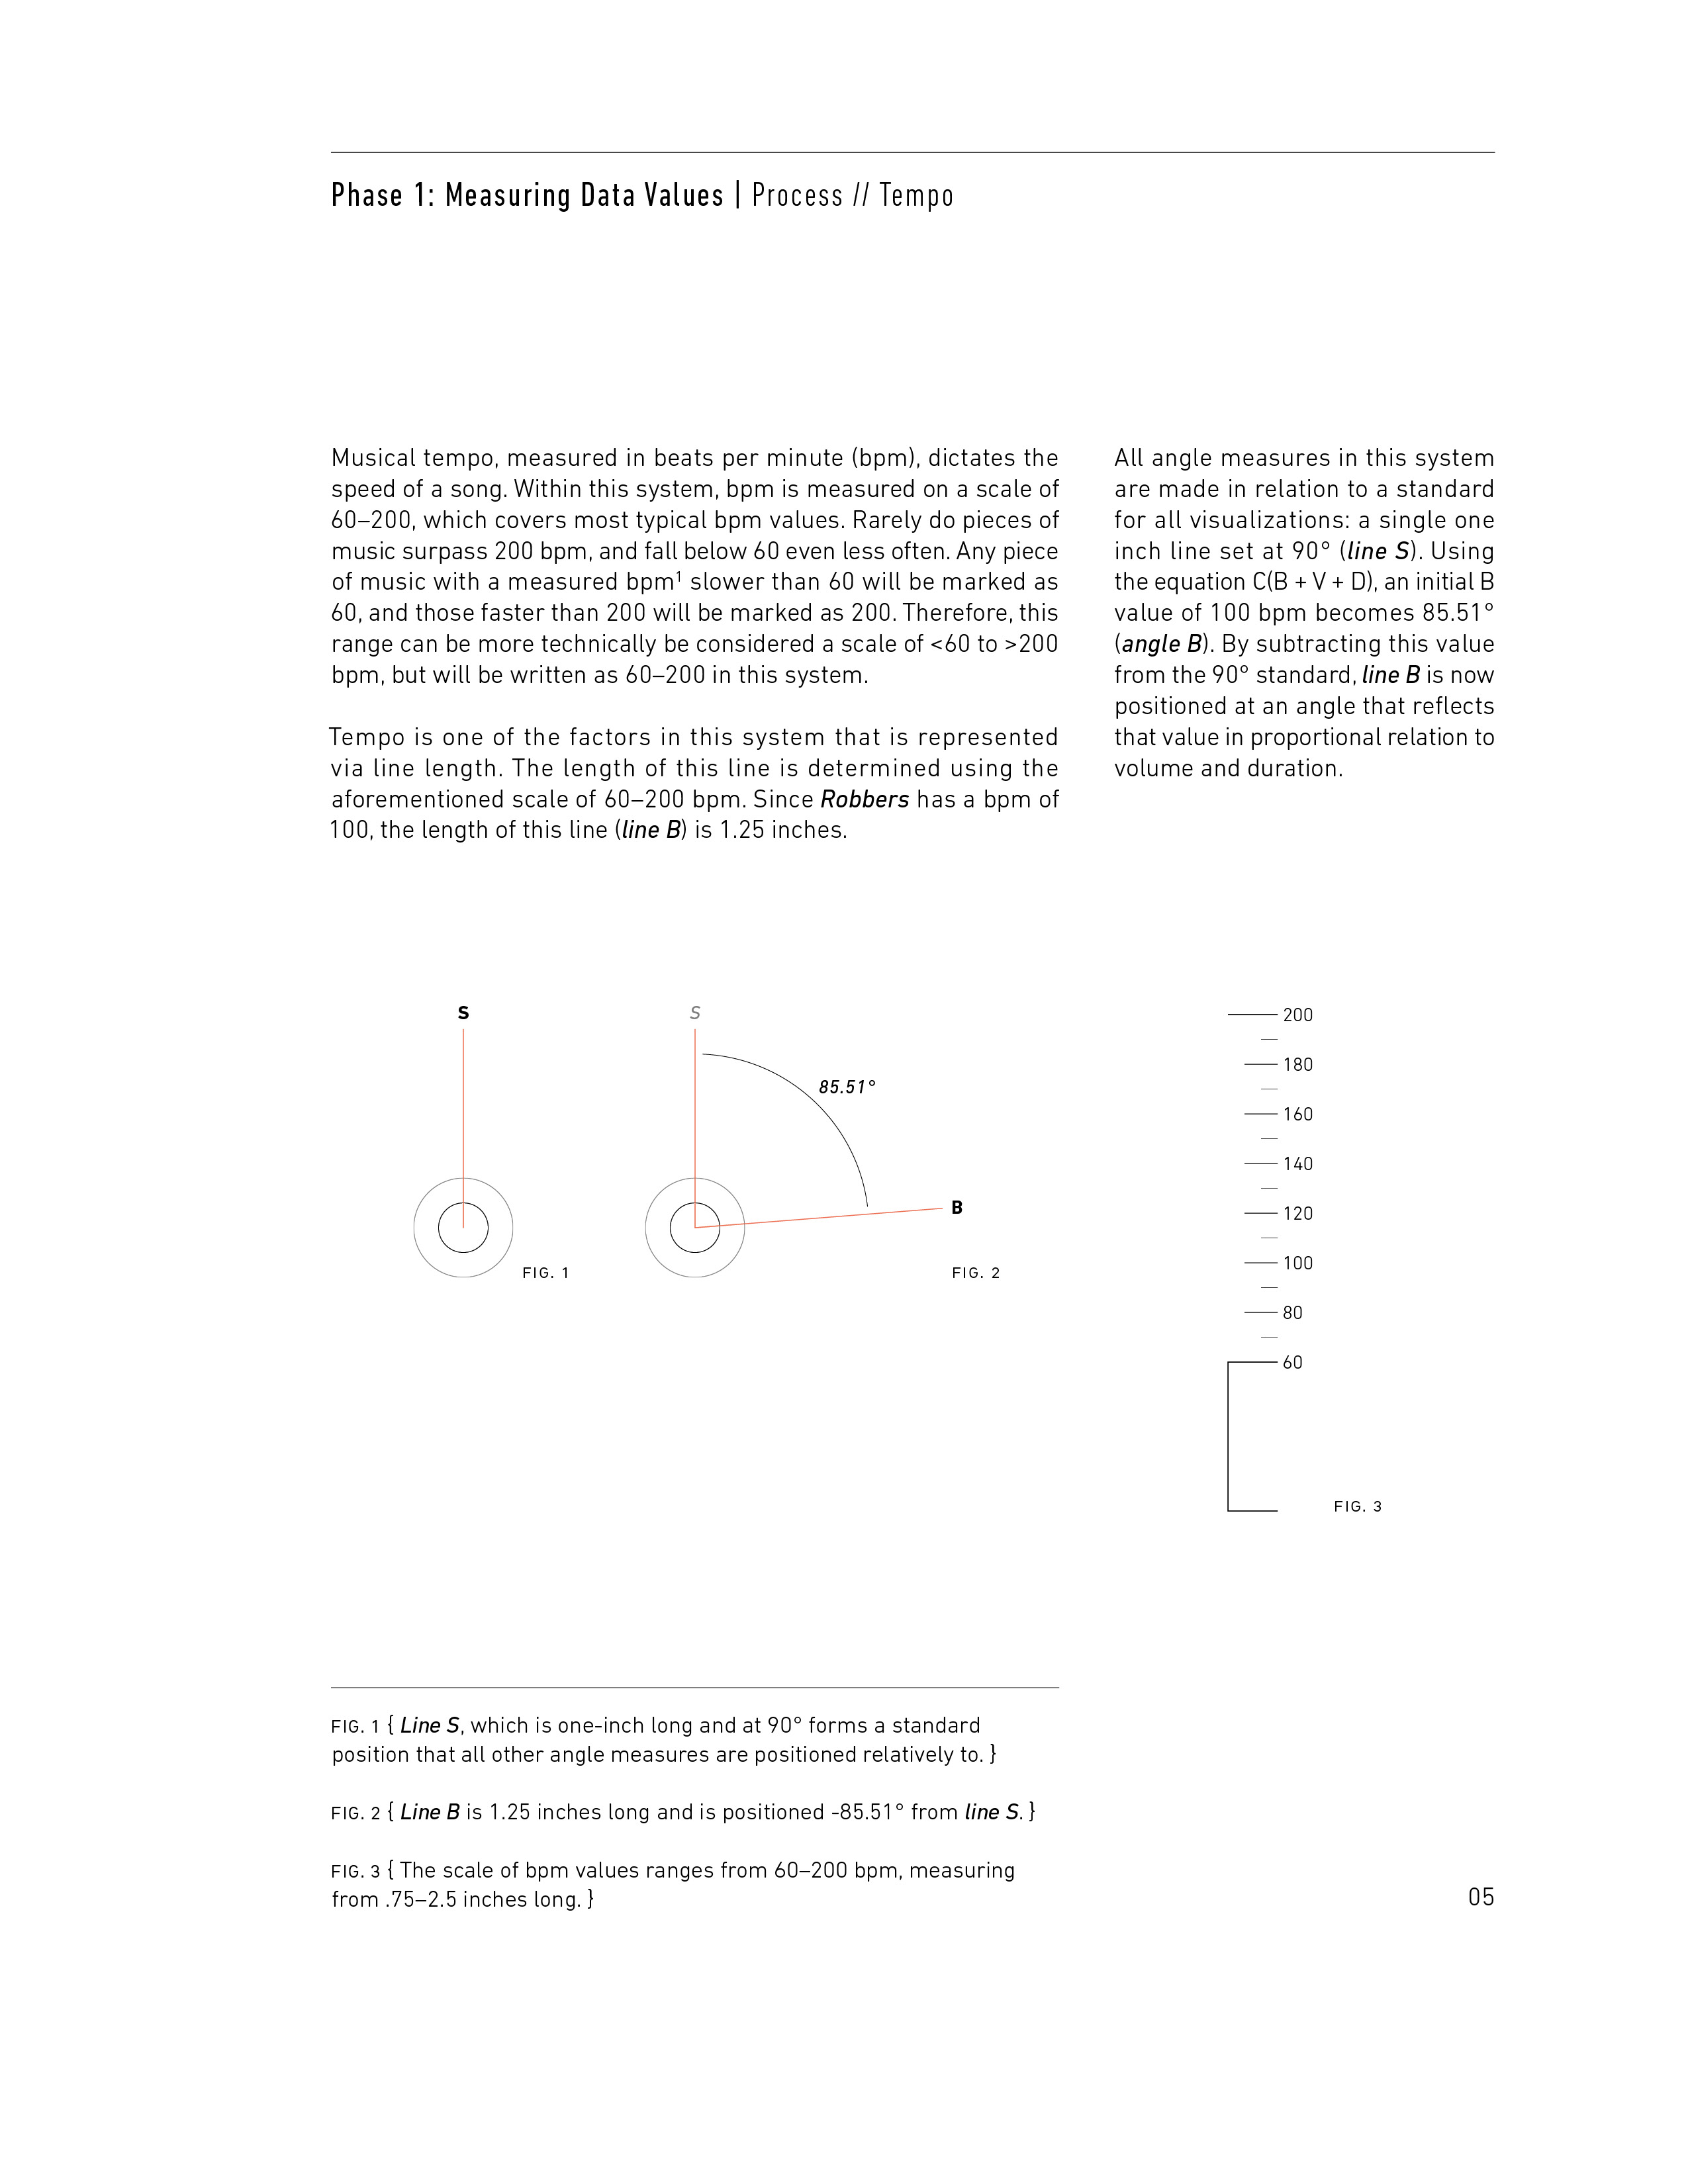 Phase 1: Measuring Data Values | Process // Tempo
Musical tempo, measured in beats per minute (bpm), dictates the
speed of a song. Within this system, bpm is measured on a scale of
60–200, which covers most typical bpm values. Rarely do pieces of
music surpass 200 bpm, and fall below 60 even less often. Any piece
of music with a measured bpm¹ slower than 60 will be marked as
60, and those faster than 200 will be marked as 200. Therefore, this
range can be more technically be considered a scale of <60 to >200
bpm, but will be written as 60–200 in this system.
Tempo is one of the factors in this system that is represented
via line length. The length of this line is determined using the
aforementioned scale of 60–200 bpm. Since Robbers has a bpm of
100, the length of this line (line B) is 1.25 inches.
All angle measures in this system
are made in relation to a standard
for all visualizations: a single one
inch line set at 90° (line S). Using
the equation C(B + V + D), an initial B
value of 100 bpm becomes 85.51°
(angle B). By subtracting this value
from the 90° standard, line B is now
positioned at an angle that reflects
that value in proportional relation to
volume and duration.
S
FIG. 1
S
85.51°
B
FIG. 2
200
180
160
140
120
100
80
60
FIG. 3
FIG. 1 { Line S, which is one-inch long and at 90° forms a standard
position that all other angle measures are positioned relatively to. }
FIG. 2 { Line B is 1.25 inches long and is positioned -85.51° from line S. }
FIG. 3 { The scale of bpm values ranges from 60–200 bpm, measuring
from .75–2.5 inches long. }
05